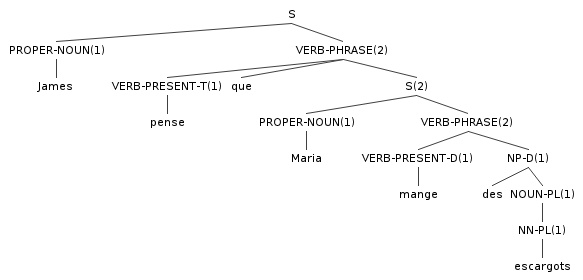 S
PROPER-NOUN(1) VERB-PHRASE(2)
James VERB-PRESENT-T(1) que S(2)
pense PROPER-NOUN(1) VERB-PHRASE(2)
Maria VERB-PRESENT-D(1) NP-D(1)
mange des NOUN-PL(1)
NN-PL(1)
escargots